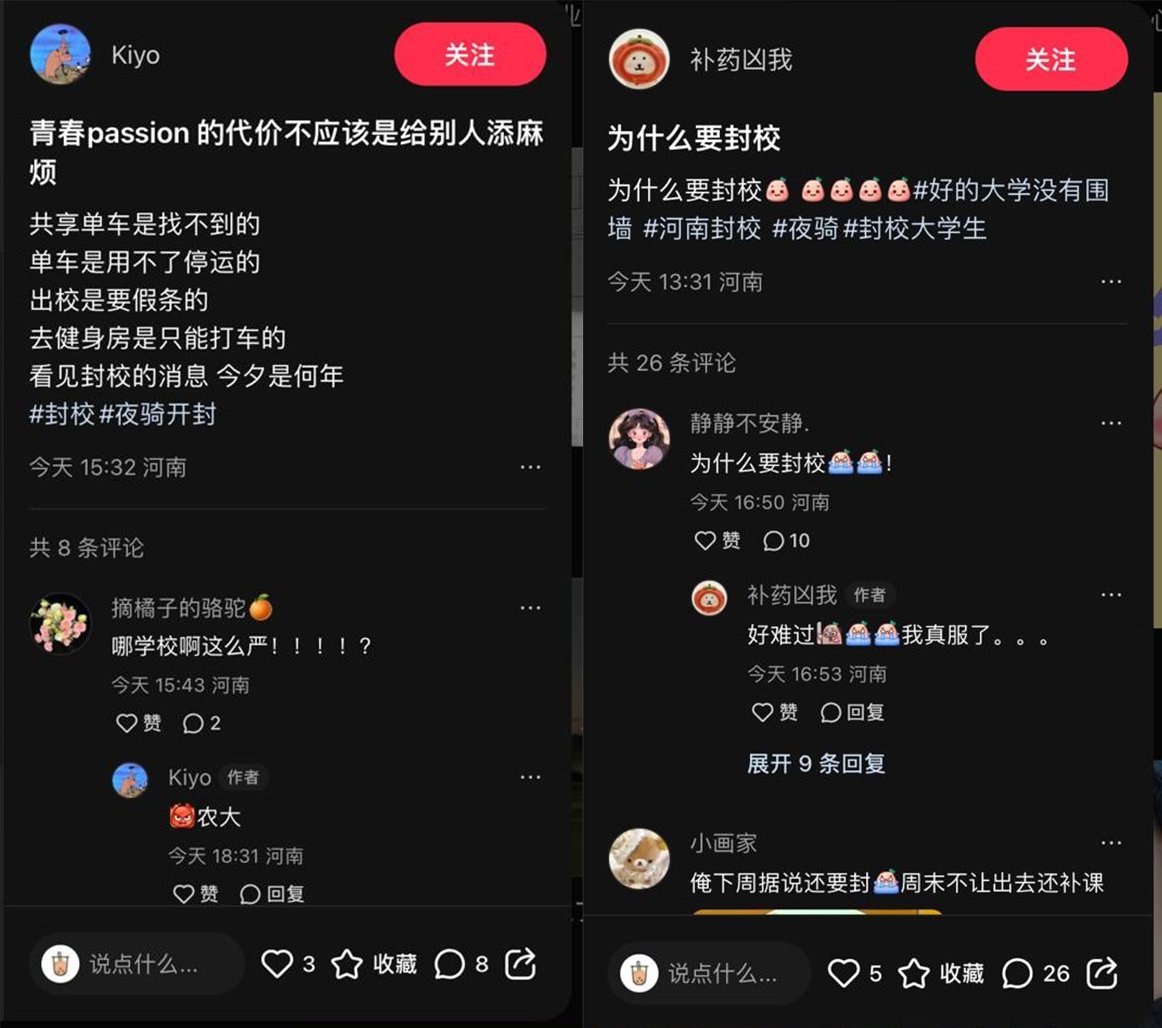 Kiyo
关注
青春passion 的代价不应该是给别人添麻
烦
共享单车是找不到的
单车是用不了停运的
出校是要假条的
去健身房是只能打车的
看见封校的消息 今夕是何年
#封校 #夜骑开封
今天 15:32 河南
共 8 条评论
摘橘子的骆驼🍊
哪学校啊这么严！！！！？
今天 15:43 河南
赞 2
Kiyo 作者
👹农大
今天 18:31 河南
赞 回复
说点什么... 3 收藏 8
补药凶我
关注
为什么要封校
为什么要封校 #好的大学没有围
墙 #河南封校 #夜骑 #封校大学生
今天 13:31 河南
共 26 条评论
静静不安静.
为什么要封校！
今天 16:50 河南
赞 10
补药凶我 作者
好难过我真服了。。。
今天 16:53 河南
赞 回复
展开 9 条回复
小画家
俺下周据说还要封周末不让出去还补课
说点什么... 5 收藏 26